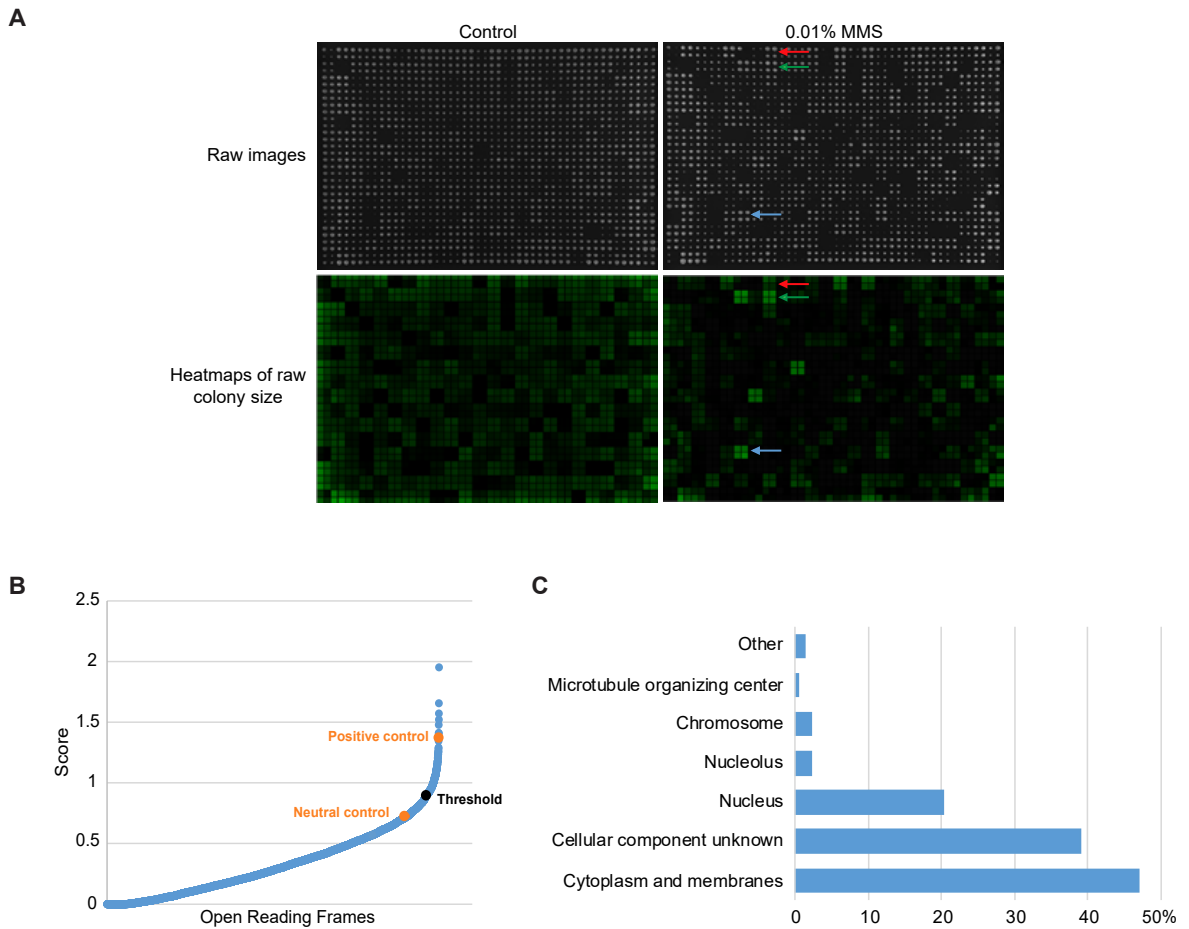 A
Control
0.01% MMS
Raw images
Heatmaps of raw
colony size
B
2.5
2
1.5
1
0.5
0
Score
Positive control
Threshold
Neutral control
Open Reading Frames
C
Other
Microtubule organizing center
Chromosome
Nucleolus
Nucleus
Cellular component unknown
Cytoplasm and membranes
0 10 20 30 40 50%